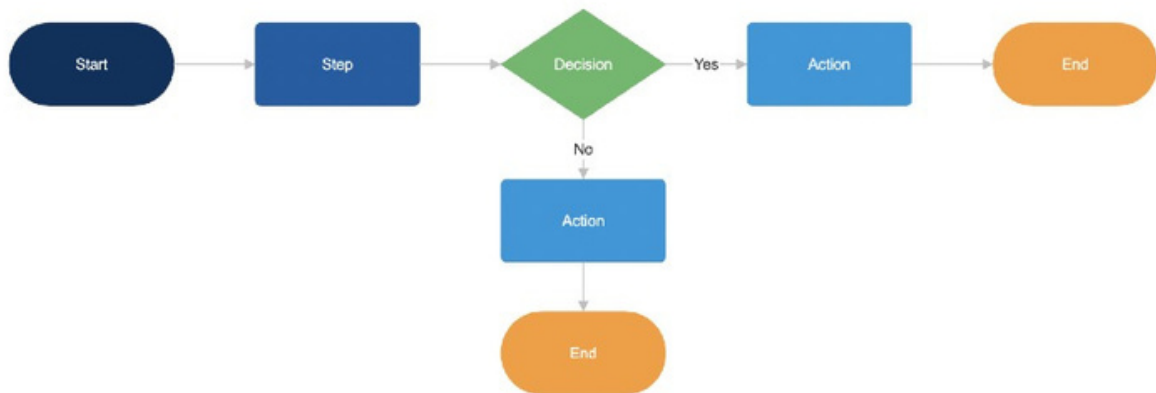 Start
Step
Decision
Yes
Action
End
No
Action
End